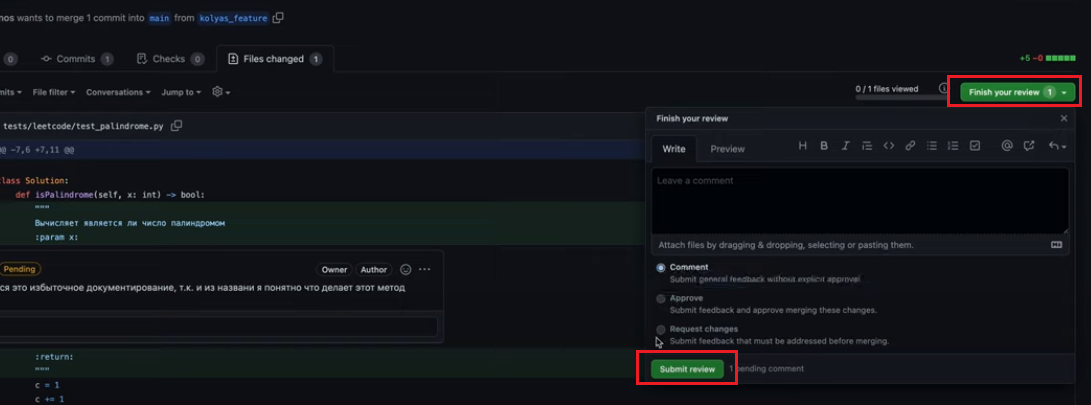 nos wants to merge 1 commit into main from kolyas_feature
0 Commits 1 Checks 0 Files changed 1 +5 −0
mits File filter Conversations Jump to 0 / 1 files viewed Finish your review 1
tests/leetcode/test_palindrome.py
@@ -7,6 +7,11 @@
class Solution:
def isPalindrome(self, x: int) -> bool:
"""
Вычисляет является ли число палиндромом
:param x:
Pending Owner Author
ся это избыточное документирование, т.к. и из названи я понятно что делает этот метод
:return:
"""
c = 1
c += 1
Finish your review
Write Preview
Leave a comment
Attach files by dragging & dropping, selecting or pasting them.
Comment
Submit general feedback without explicit approval.
Approve
Submit feedback and approve merging these changes.
Request changes
Submit feedback that must be addressed before merging.
Submit review 1 pending comment